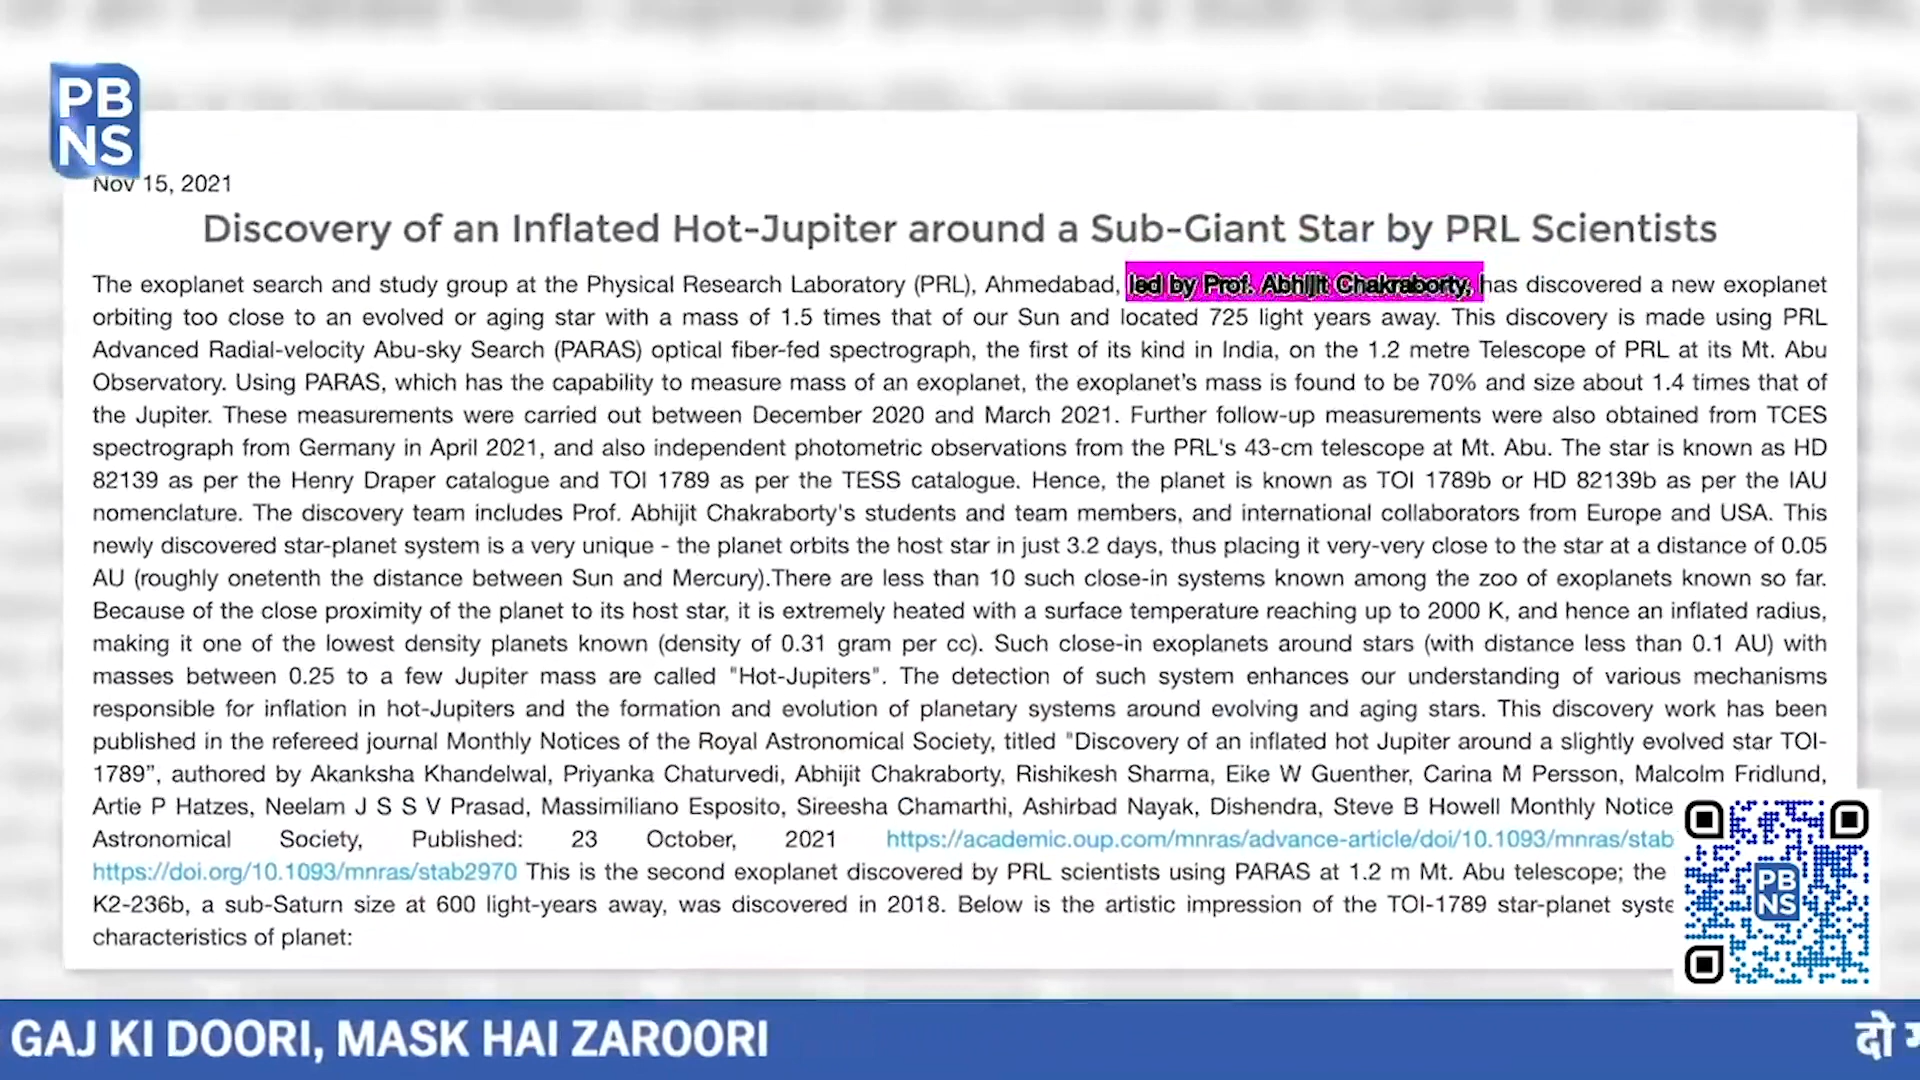 PB
NS
Nov 15, 2021
Discovery of an Inflated Hot-Jupiter around a Sub-Giant Star by PRL Scientists
The exoplanet search and study group at the Physical Research Laboratory (PRL), Ahmedabad, led by Prof. Abhijit Chakraborty, has discovered a new exoplanet
orbiting too close to an evolved or aging star with a mass of 1.5 times that of our Sun and located 725 light years away. This discovery is made using PRL
Advanced Radial-velocity Abu-sky Search (PARAS) optical fiber-fed spectrograph, the first of its kind in India, on the 1.2 metre Telescope of PRL at its Mt. Abu
Observatory. Using PARAS, which has the capability to measure mass of an exoplanet, the exoplanet's mass is found to be 70% and size about 1.4 times that of
the Jupiter. These measurements were carried out between December 2020 and March 2021. Further follow-up measurements were also obtained from TCES
spectrograph from Germany in April 2021, and also independent photometric observations from the PRL's 43-cm telescope at Mt. Abu. The star is known as HD
82139 as per the Henry Draper catalogue and TOI 1789 as per the TESS catalogue. Hence, the planet is known as TOI 1789b or HD 82139b as per the IAU
nomenclature. The discovery team includes Prof. Abhijit Chakraborty's students and team members, and international collaborators from Europe and USA. This
newly discovered star-planet system is a very unique - the planet orbits the host star in just 3.2 days, thus placing it very-very close to the star at a distance of 0.05
AU (roughly onetenth the distance between Sun and Mercury).There are less than 10 such close-in systems known among the zoo of exoplanets known so far.
Because of the close proximity of the planet to its host star, it is extremely heated with a surface temperature reaching up to 2000 K, and hence an inflated radius,
making it one of the lowest density planets known (density of 0.31 gram per cc). Such close-in exoplanets around stars (with distance less than 0.1 AU) with
masses between 0.25 to a few Jupiter mass are called "Hot-Jupiters". The detection of such system enhances our understanding of various mechanisms
responsible for inflation in hot-Jupiters and the formation and evolution of planetary systems around evolving and aging stars. This discovery work has been
published in the refereed journal Monthly Notices of the Royal Astronomical Society, titled "Discovery of an inflated hot Jupiter around a slightly evolved star TOI-
1789", authored by Akanksha Khandelwal, Priyanka Chaturvedi, Abhijit Chakraborty, Rishikesh Sharma, Eike W Guenther, Carina M Persson, Malcolm Fridlund,
Artie P Hatzes, Neelam J S S V Prasad, Massimiliano Esposito, Sireesha Chamarthi, Ashirbad Nayak, Dishendra, Steve B Howell Monthly Notice
Astronomical Society, Published: 23 October, 2021 https://academic.oup.com/mnras/advance-article/doi/10.1093/mnras/stab
https://doi.org/10.1093/mnras/stab2970 This is the second exoplanet discovered by PRL scientists using PARAS at 1.2 m Mt. Abu telescope; the
K2-236b, a sub-Saturn size at 600 light-years away, was discovered in 2018. Below is the artistic impression of the TOI-1789 star-planet syste
characteristics of planet:
PB
NS
GAJ KI DOORI, MASK HAI ZAROORI
दो